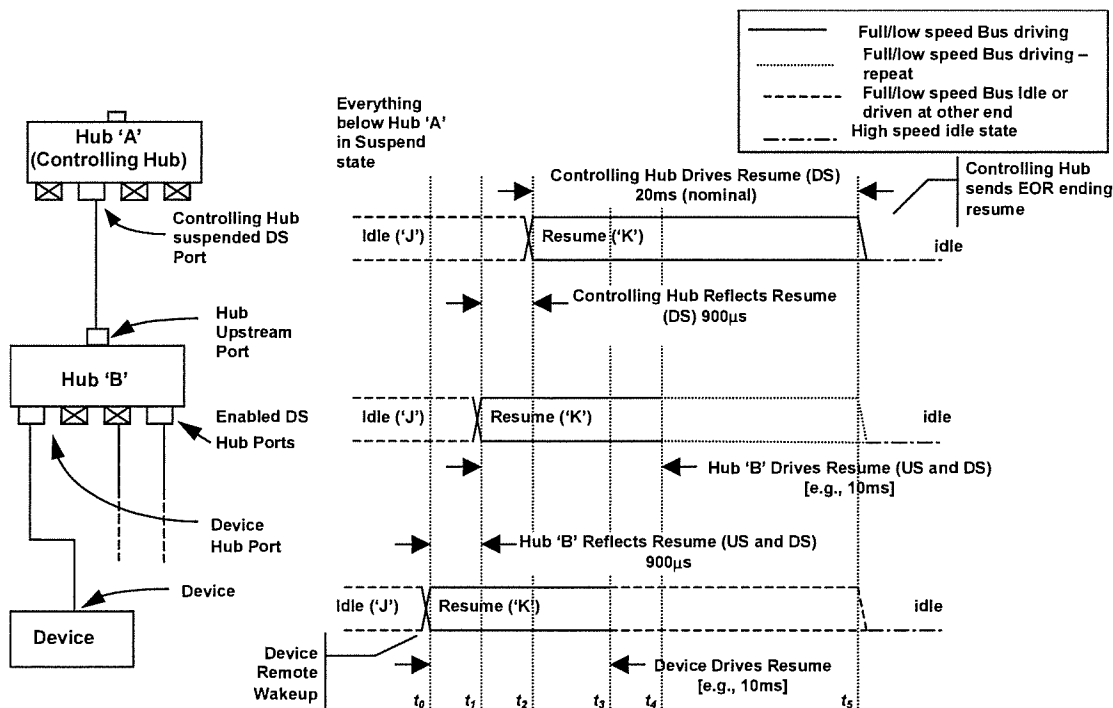 Full/low speed Bus driving
Full/low speed Bus driving –
repeat
Full/low speed Bus Idle or
driven at other end
High speed idle state
Hub 'A'
(Controlling Hub)
Everything
below Hub 'A'
in Suspend
state
Controlling Hub Drives Resume (DS)
20ms (nominal)
Controlling Hub
sends EOR ending
resume
Controlling Hub
suspended DS
Port
Idle ('J')
Resume ('K')
idle
Controlling Hub Reflects Resume
(DS) 900µs
Hub
Upstream
Port
Hub 'B'
Enabled DS
Hub Ports
Idle ('J')
Resume ('K')
idle
Hub 'B' Drives Resume (US and DS)
[e.g., 10ms]
Device
Hub Port
Hub 'B' Reflects Resume (US and DS)
900µs
Device
Idle ('J')
Resume ('K')
idle
Device
Device
Remote
Wakeup
Device Drives Resume
[e.g., 10ms]
t0 t1 t2 t3 t4 t5